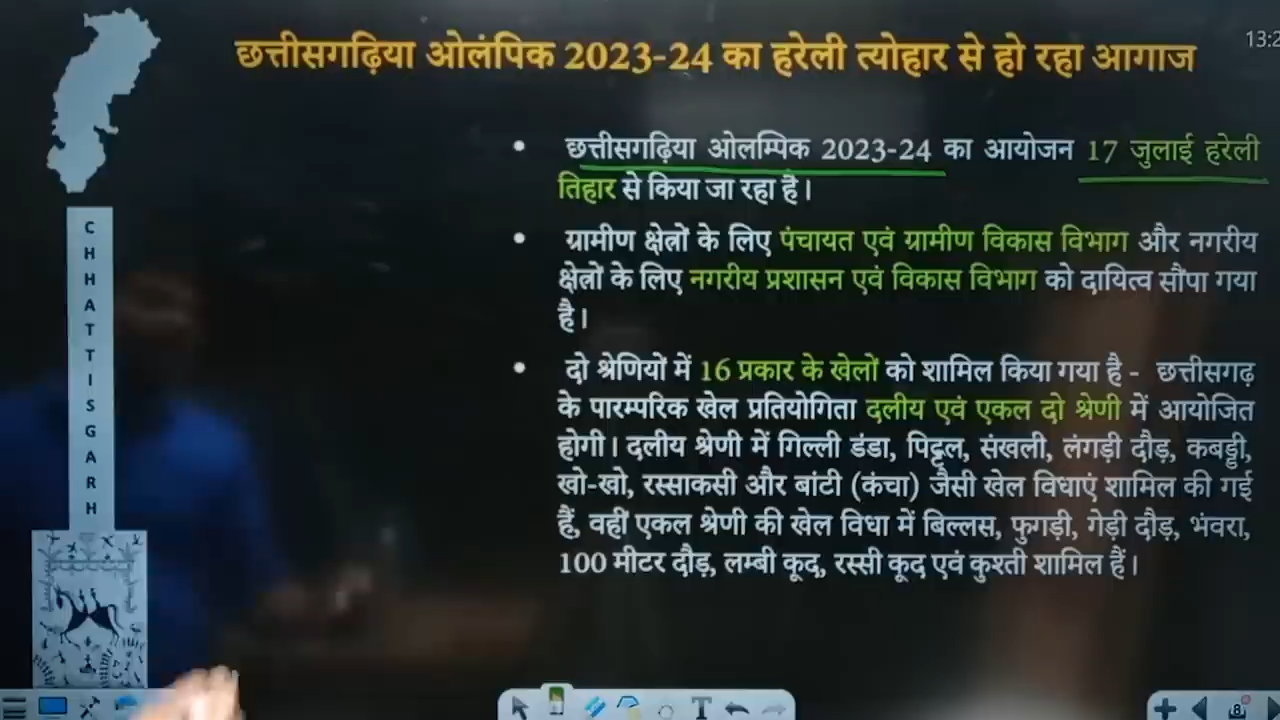 छत्तीसगढ़िया ओलंपिक 2023-24 का हरेली त्योहार से हो रहा आगाज
13:2
• छत्तीसगढ़िया ओलम्पिक 2023-24 का आयोजन 17 जुलाई हरेली
तिहार से किया जा रहा है।
• ग्रामीण क्षेत्रों के लिए पंचायत एवं ग्रामीण विकास विभाग और नगरीय
क्षेत्रों के लिए नगरीय प्रशासन एवं विकास विभाग को दायित्व सौंपा गया
है।
• दो श्रेणियों में 16 प्रकार के खेलों को शामिल किया गया है - छत्तीसगढ़
के पारम्परिक खेल प्रतियोगिता दलीय एवं एकल दो श्रेणी में आयोजित
होगी। दलीय श्रेणी में गिल्ली डंडा, पिट्टूल, संखली, लंगड़ी दौड़, कबड्डी,
खो-खो, रस्साकसी और बांटी (कंचा) जैसी खेल विधाएं शामिल की गई
हैं, वहीं एकल श्रेणी की खेल विधा में बिल्लस, फुगड़ी, गेड़ी दौड़, भंवरा,
100 मीटर दौड़, लम्बी कूद, रस्सी कूद एवं कुश्ती शामिल हैं।
CHHATTISGARH
T
8